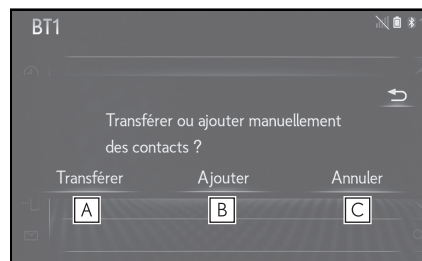 BT1
Transférer ou ajouter manuellement
des contacts ?
Transférer Ajouter Annuler
A B C